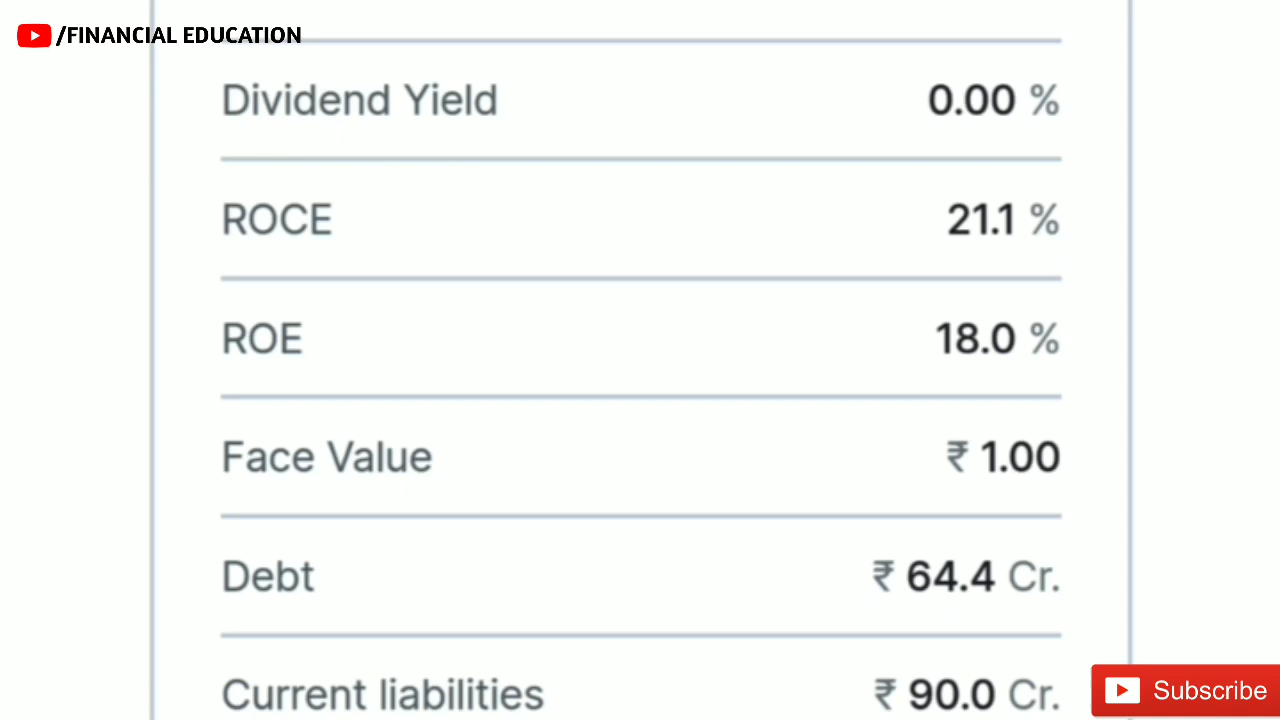 /FINANCIAL EDUCATION
Dividend Yield 0.00 %
ROCE 21.1 %
ROE 18.0 %
Face Value ₹ 1.00
Debt ₹ 64.4 Cr.
Current liabilities ₹ 90.0 Cr.
Subscribe